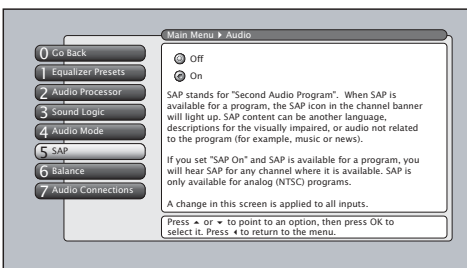 Main Menu ▸ Audio
0 Go Back
1 Equalizer Presets
2 Audio Processor
3 Sound Logic
4 Audio Mode
5 SAP
6 Balance
7 Audio Connections
Off
On
SAP stands for "Second Audio Program". When SAP is
available for a program, the SAP icon in the channel banner
will light up. SAP content can be another language,
descriptions for the visually impaired, or audio not related
to the program (for example, music or news).
If you set "SAP On" and SAP is available for a program, you
will hear SAP for any channel where it is available. SAP is
only available for analog (NTSC) programs.
A change in this screen is applied to all inputs.
Press ▴ or ▾ to point to an option, then press OK to
select it. Press ◂ to return to the menu.